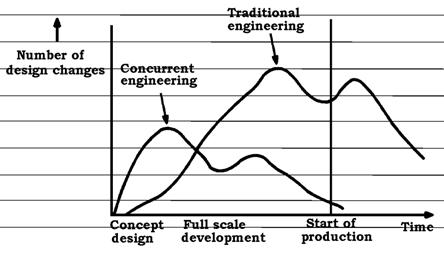 Traditional
engineering
Number of
design changes
Concurrent
engineering
Concept
design
Full scale
development
Start of
production
Time